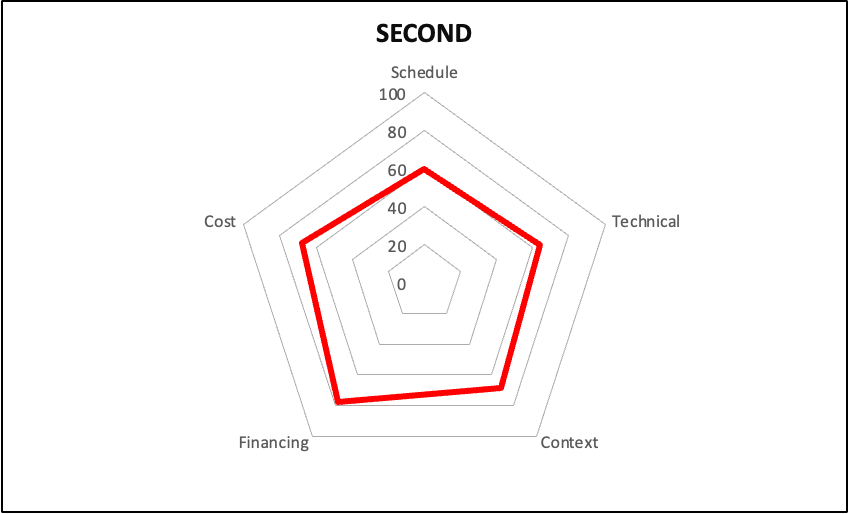 SECOND
Schedule
100
80
60
40
20
0
Cost
Technical
Financing
Context